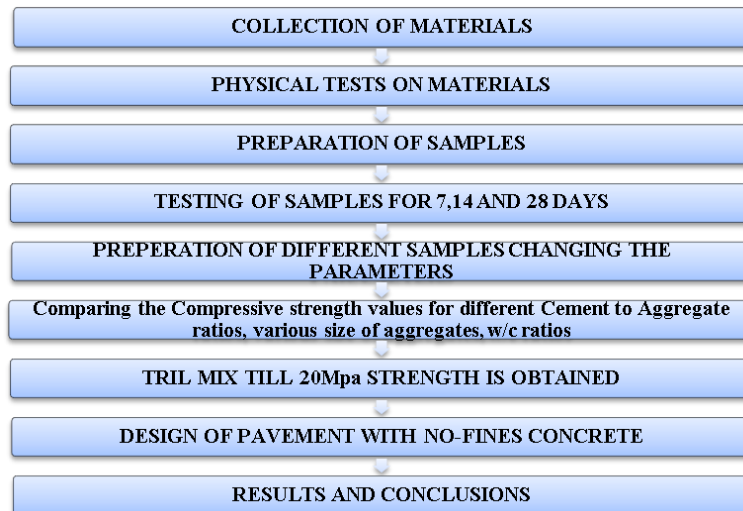 COLLECTION OF MATERIALS
PHYSICAL TESTS ON MATERIALS
PREPARATION OF SAMPLES
TESTING OF SAMPLES FOR 7,14 AND 28 DAYS
PREPERATION OF DIFFERENT SAMPLES CHANGING THE
PARAMETERS
Comparing the Compressive strength values for different Cement to Aggregate
ratios, various size of aggregates, w/c ratios
TRIL MIX TILL 20Mpa STRENGTH IS OBTAINED
DESIGN OF PAVEMENT WITH NO-FINES CONCRETE
RESULTS AND CONCLUSIONS